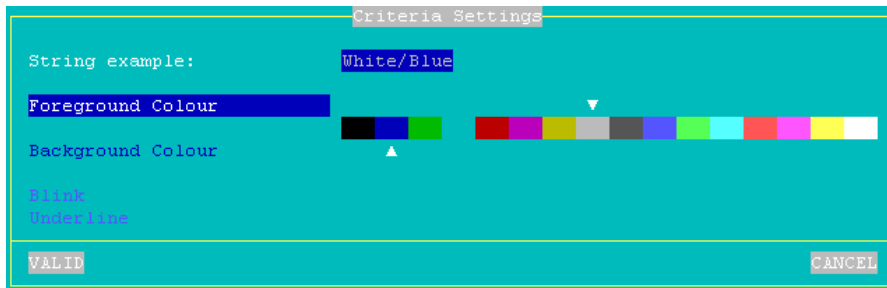 Criteria Settings
String example: White/Blue
Foreground Colour
Background Colour
Blink
Underline
VALID CANCEL